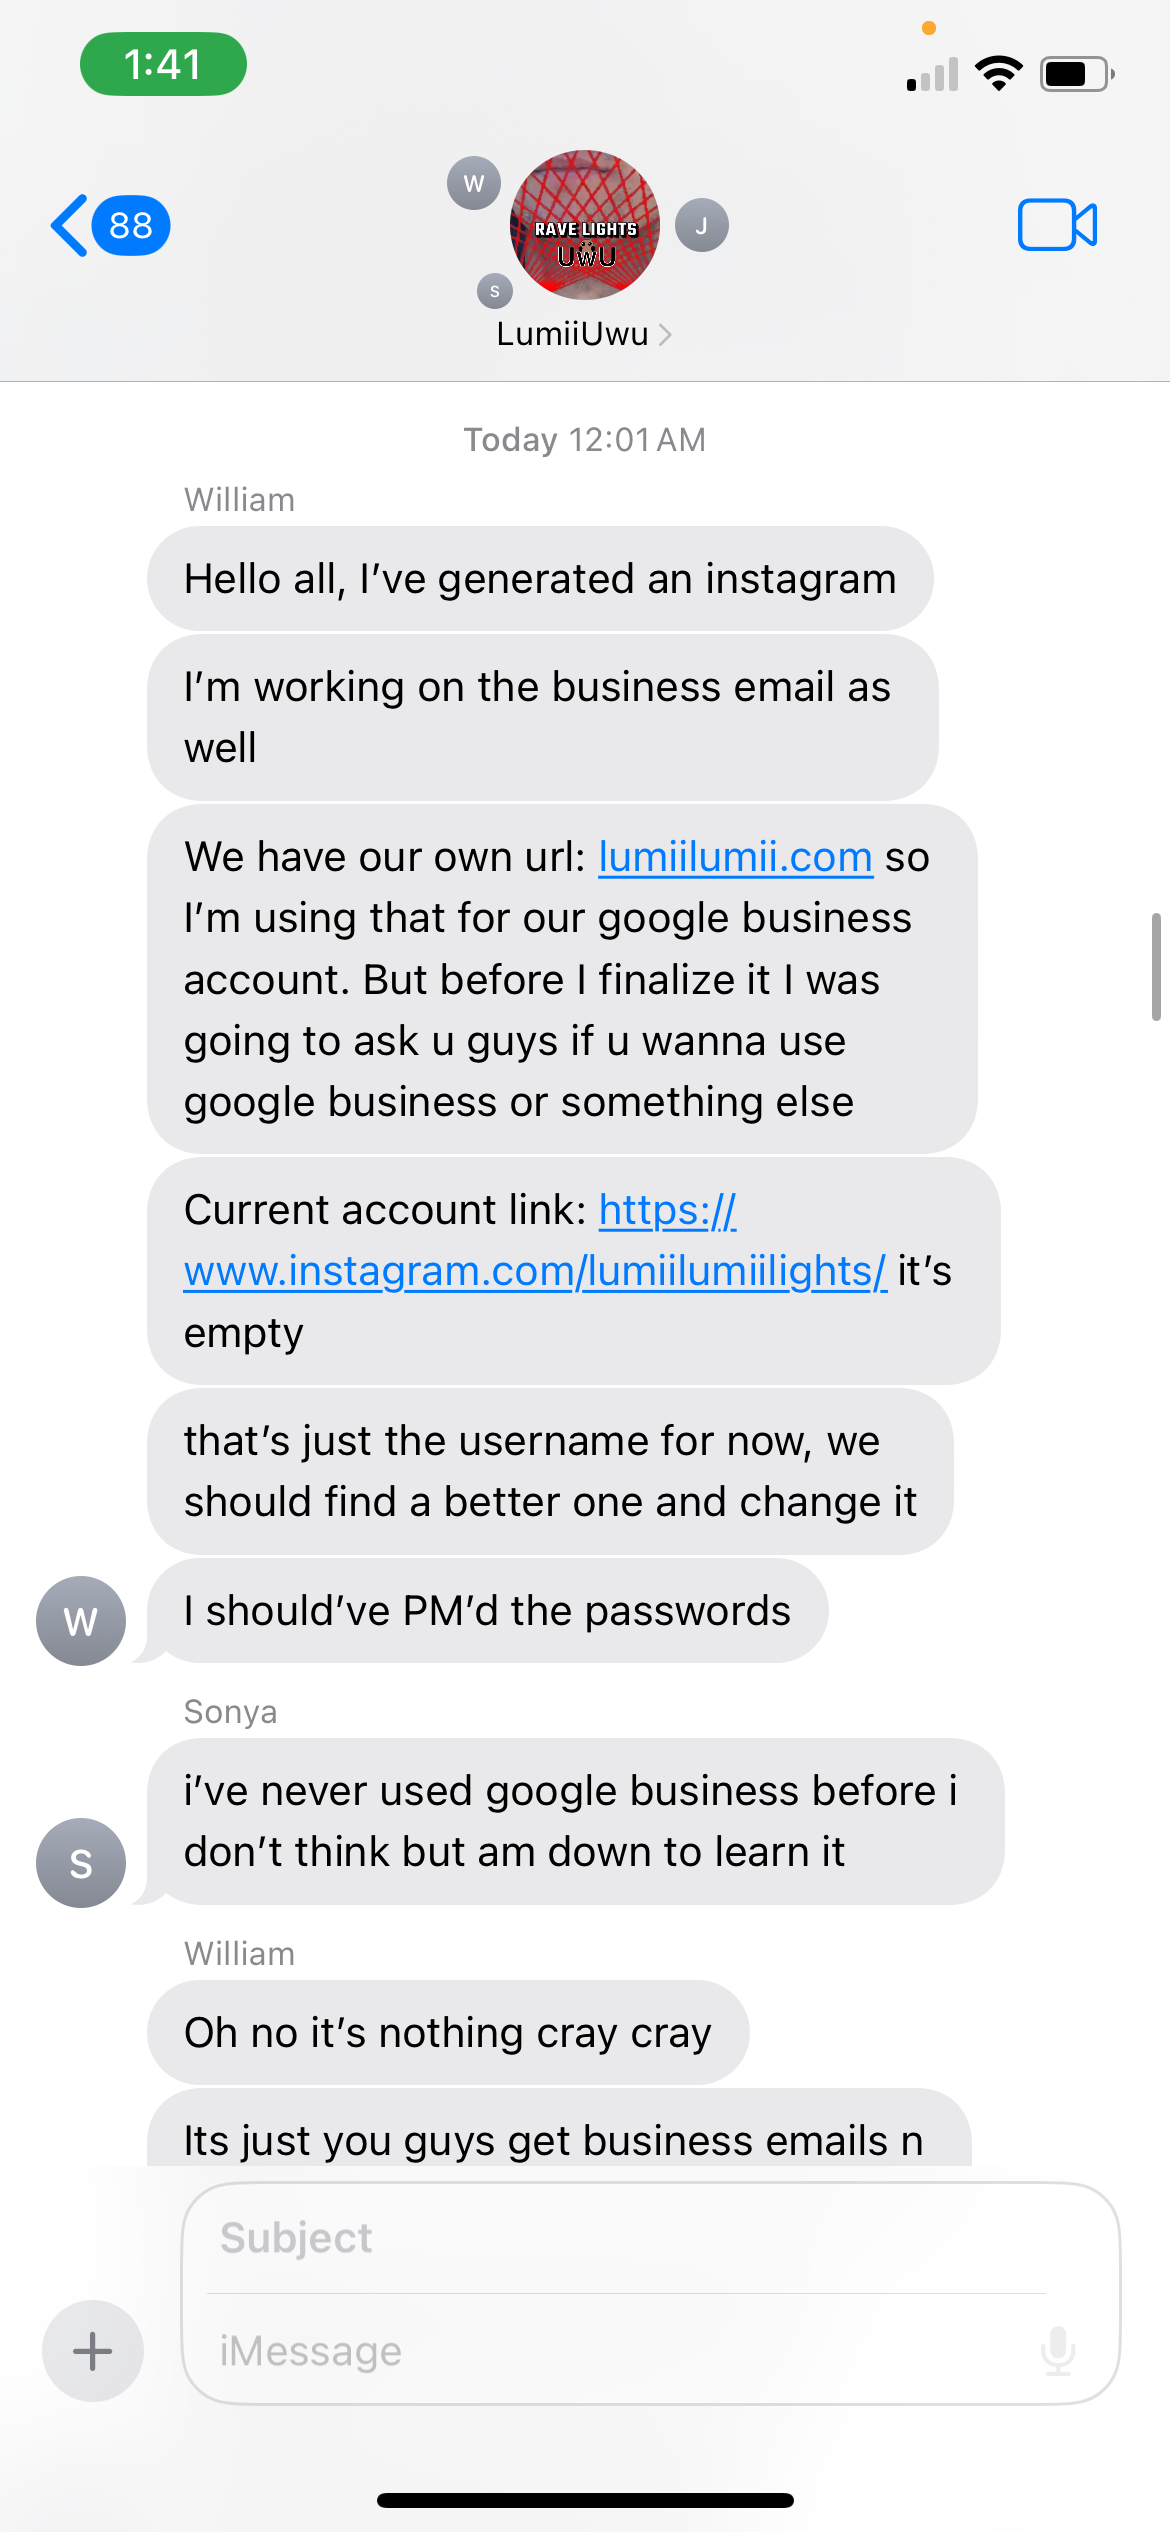 1:41
88
W
J
S
RAVE LIGHTS
UWU
LumiiUwu
Today 12:01 AM
William
Hello all, I’ve generated an instagram
I’m working on the business email as
well
We have our own url: lumiilumii.com so
I’m using that for our google business
account. But before I finalize it I was
going to ask u guys if u wanna use
google business or something else
Current account link: https://
www.instagram.com/lumiilumiilights/ it’s
empty
that’s just the username for now, we
should find a better one and change it
W
I should’ve PM’d the passwords
Sonya
i’ve never used google business before i
don’t think but am down to learn it
S
William
Oh no it’s nothing cray cray
Its just you guys get business emails n
Subject
iMessage